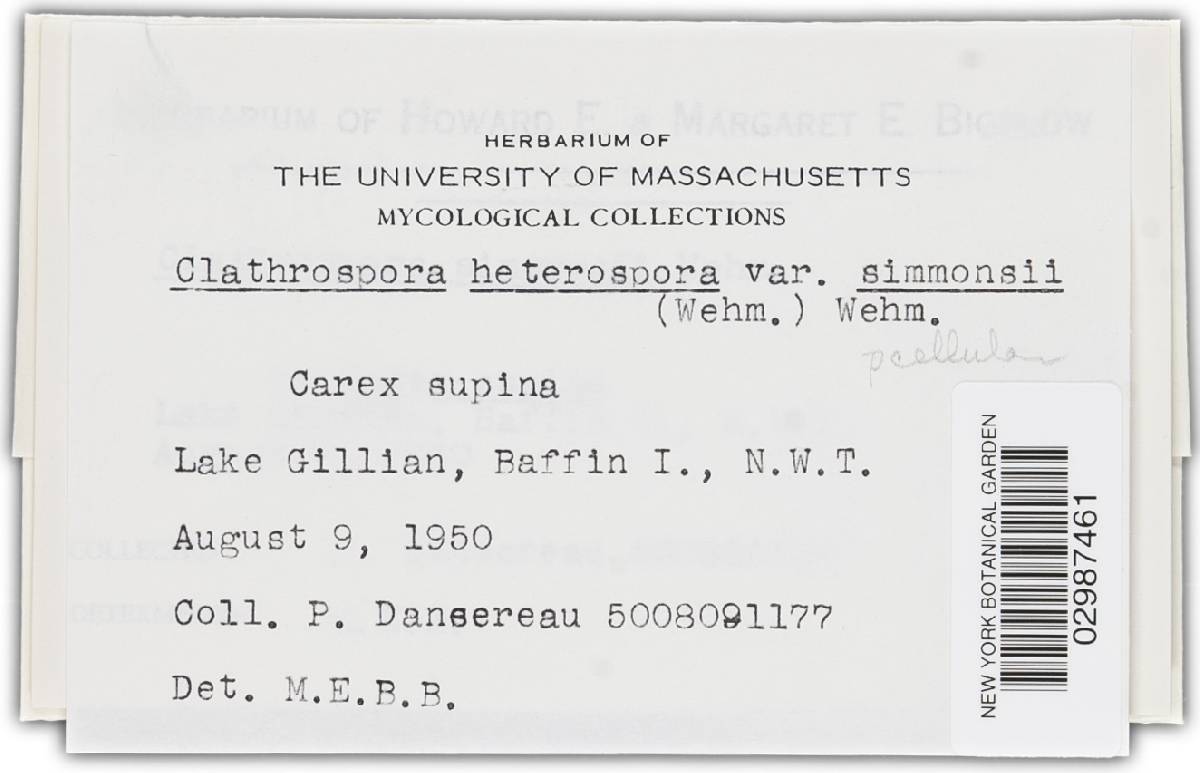 HERBARIUM OF
THE UNIVERSITY OF MASSACHUSETTS
MYCOLOGICAL COLLECTIONS
Clathrospora heterospora var. simmonsii
(Wehm.) Wehm.
pcellular
Carex supina
Lake Gillian, Baffin I., N.W.T.
August 9, 1950
Coll. P. Dansereau 5008091177
Det. M.E.B.B.
NEW YORK BOTANICAL GARDEN
02987461